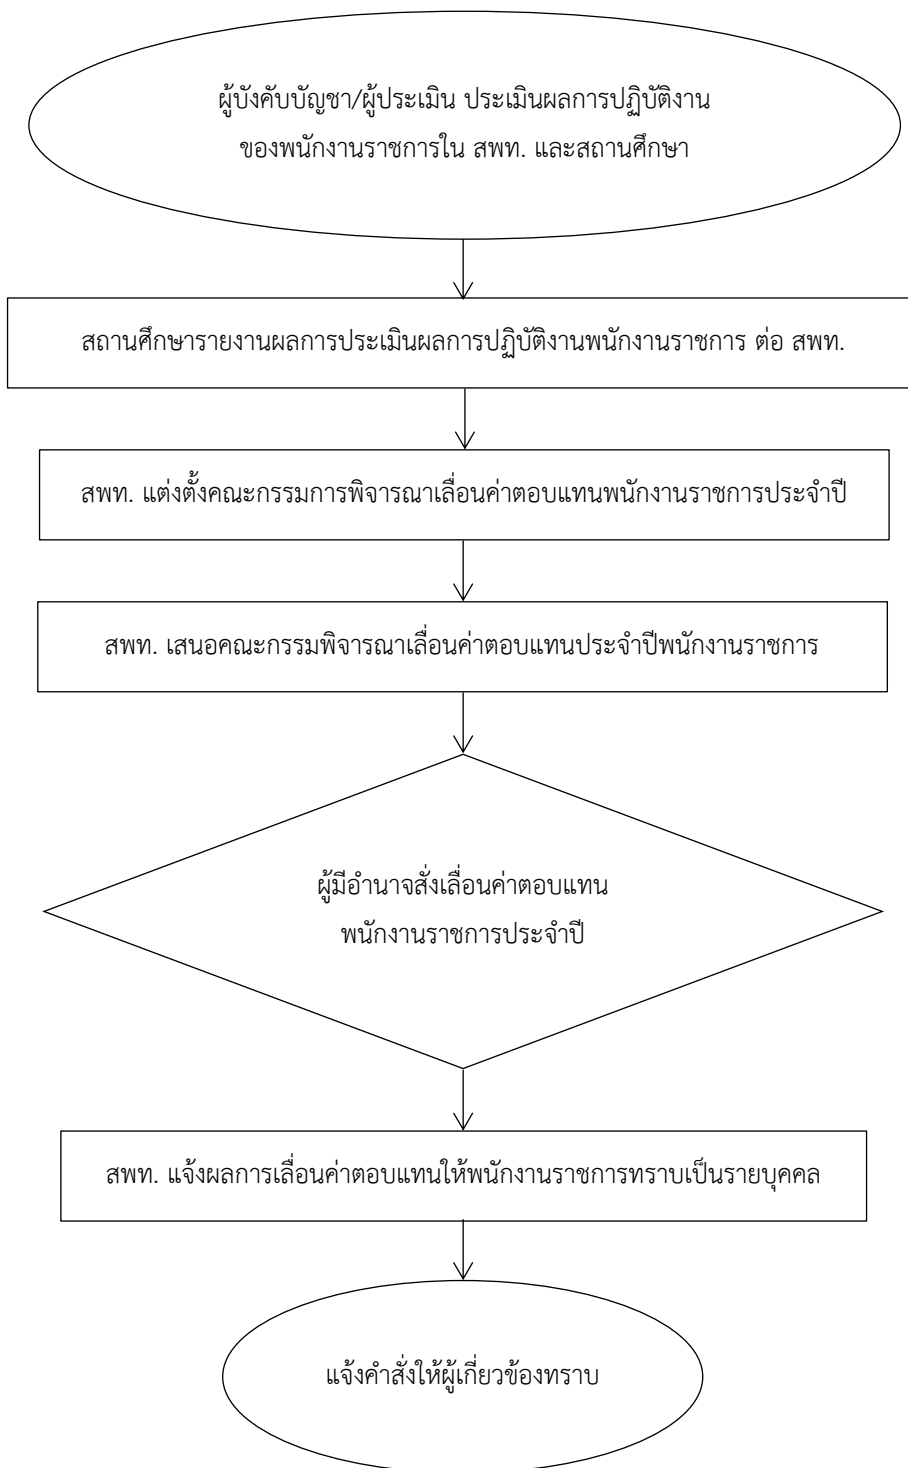 ผู้บังคับบัญชา/ผู้ประเมิน ประเมินผลการปฏิบัติงาน
ของพนักงานราชการใน สพท. และสถานศึกษา
สถานศึกษารายงานผลการประเมินผลการปฏิบัติงานพนักงานราชการ ต่อ สพท.
สพท. แต่งตั้งคณะกรรมการพิจารณาเลื่อนค่าตอบแทนพนักงานราชการประจำปี
สพท. เสนอคณะกรรมพิจารณาเลื่อนค่าตอบแทนประจำปีพนักงานราชการ
ผู้มีอำนาจสั่งเลื่อนค่าตอบแทน
พนักงานราชการประจำปี
สพท. แจ้งผลการเลื่อนค่าตอบแทนให้พนักงานราชการทราบเป็นรายบุคคล
แจ้งคำสั่งให้ผู้เกี่ยวข้องทราบ